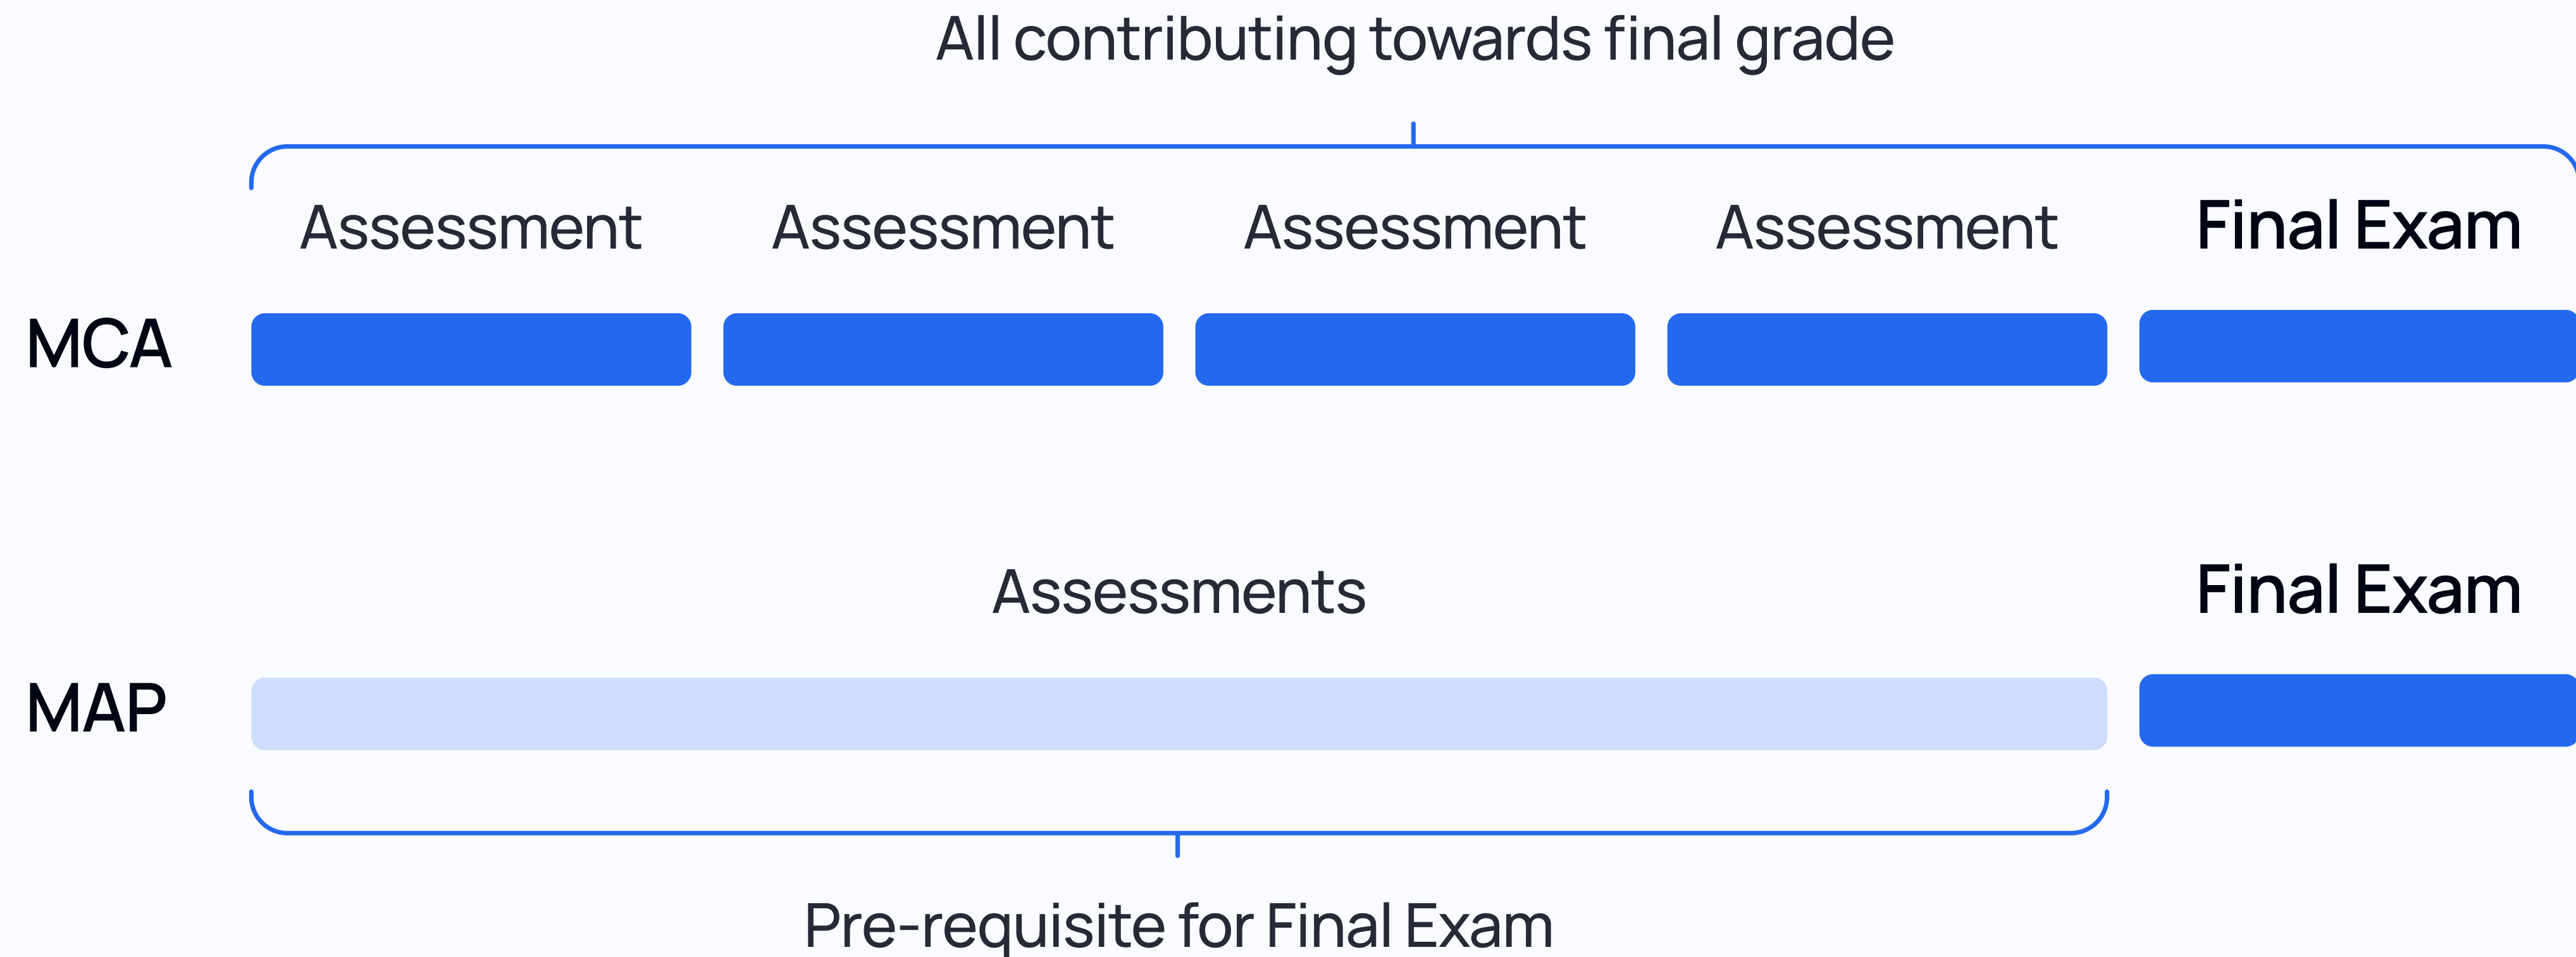 All contributing towards final grade
Assessment Assessment Assessment Assessment Final Exam
MCA
Assessments Final Exam
MAP
Pre-requisite for Final Exam